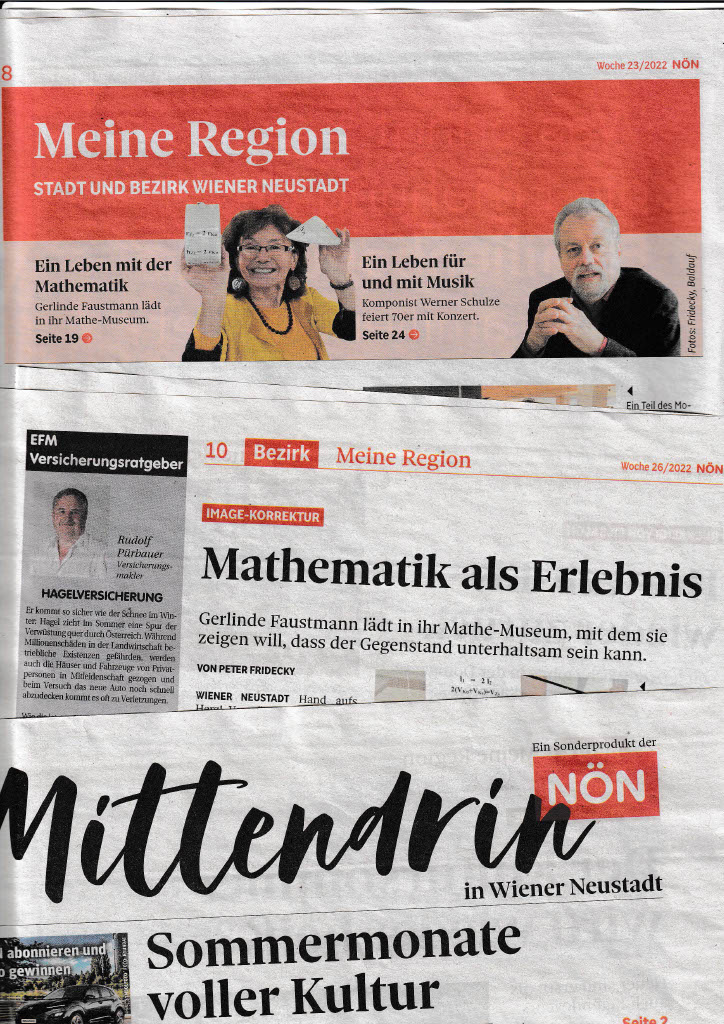 8
Woche 23/2022 NÖN
Meine Region
STADT UND BEZIRK WIENER NEUSTADT
Ein Leben mit der
Mathematik
Gerlinde Faustmann lädt
in ihr Mathe-Museum.
Seite 19
Ein Leben für
und mit Musik
Komponist Werner Schulze
feiert 70er mit Konzert.
Seite 24
Fotos: Fridecky, Baldauf
Ein Teil des Mo-
EFM
Versicherungsratgeber
Rudolf
Pürbauer
Versicherungs-
makler
HAGELVERSICHERUNG
Er kommt so sicher wie der Schnee im Win-
ter: Hagel zieht im Sommer eine Spur der
Verwüstung quer durch Österreich. Während
Millionenschäden in der Landwirtschaft be-
triebliche Existenzen gefährden, werden
auch die Häuser und Fahrzeuge von Privat-
personen in Mitleidenschaft gezogen und
beim Versuch das neue Auto noch schnell
abzudecken kommt es oft zu Verletzungen.
10 Bezirk Meine Region
Woche 26/2022 NÖN
IMAGE-KORREKTUR
Mathematik als Erlebnis
Gerlinde Faustmann lädt in ihr Mathe-Museum, mit dem sie
zeigen will, dass der Gegenstand unterhaltsam sein kann.
VON PETER FRIDECKY
WIENER NEUSTADT Hand aufs
Ein Sonderprodukt der
NÖN
Mittendrin
in Wiener Neustadt
abonnieren und
gewinnen
Sommermonate
voller Kultur
Seite 2